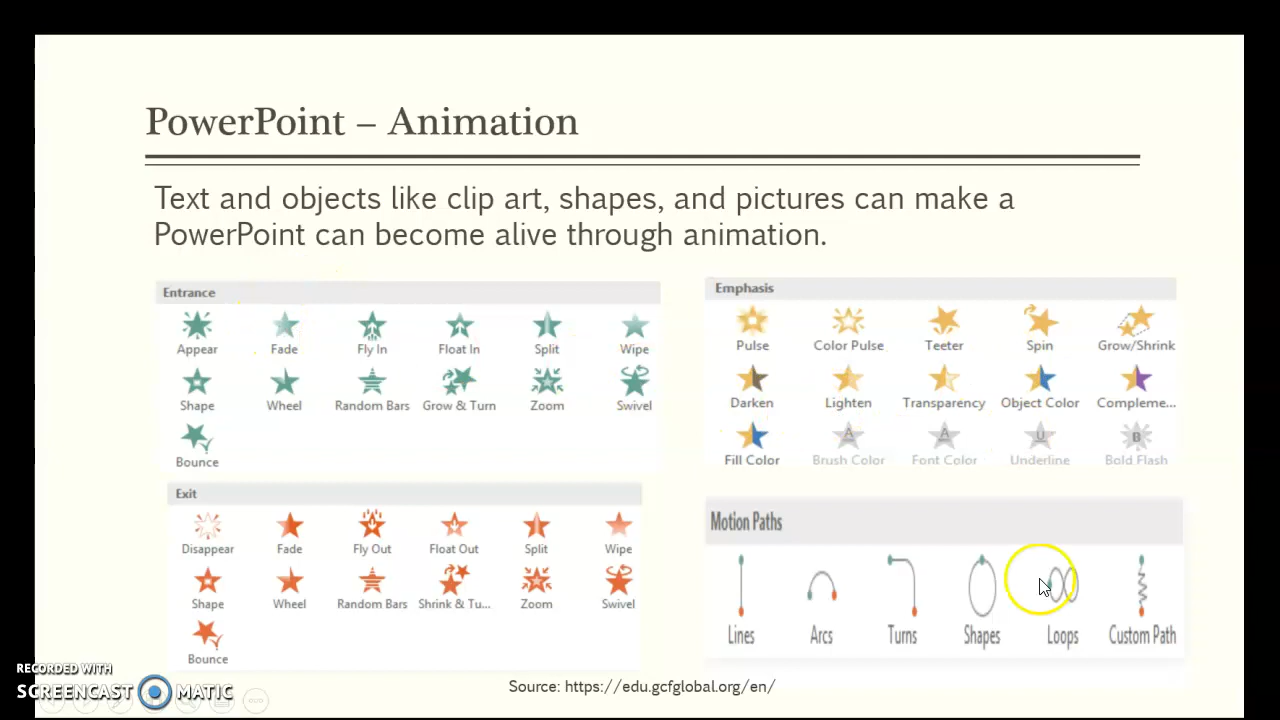 PowerPoint – Animation
Text and objects like clip art, shapes, and pictures can make a
PowerPoint can become alive through animation.
Entrance
Appear Fade Fly In Float In Split Wipe
Shape Wheel Random Bars Grow & Turn Zoom Swivel
Bounce
Emphasis
Pulse Color Pulse Teeter Spin Grow/Shrink
Darken Lighten Transparency Object Color Compleme...
Fill Color Brush Color Font Color Underline Bold Flash
Exit
Disappear Fade Fly Out Float Out Split Wipe
Shape Wheel Random Bars Shrink & Tu... Zoom Swivel
Bounce
Motion Paths
Lines Arcs Turns Shapes Loops Custom Path
Source: https://edu.gcfglobal.org/en/
RECORDED WITH
SCREENCAST MATIC